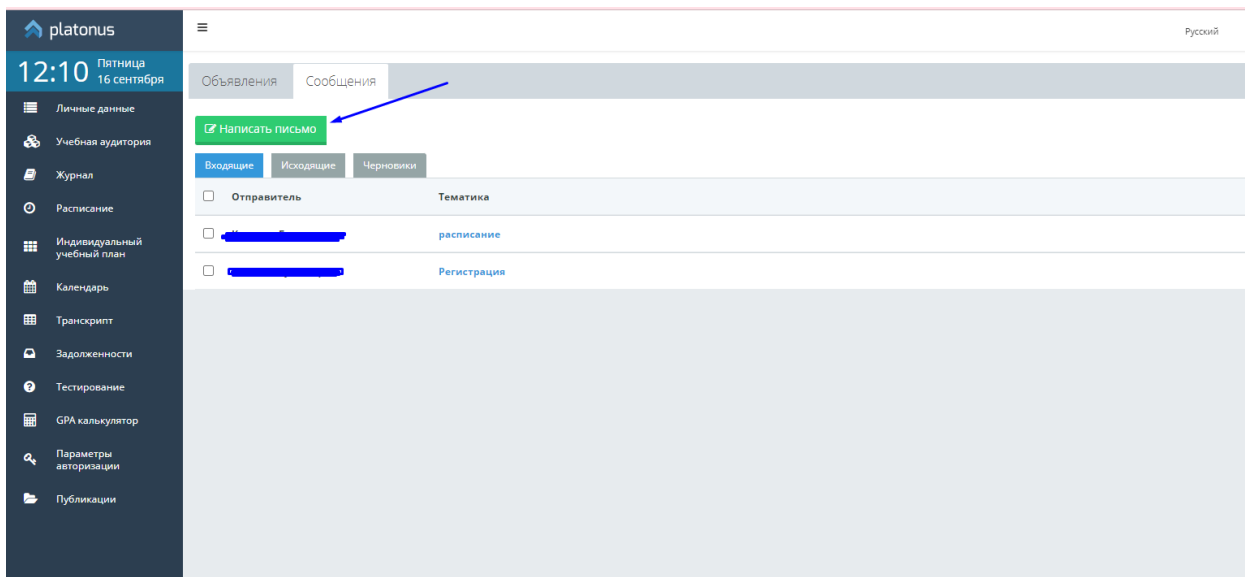 platonus
Русский
12:10 Пятница
16 сентября
Объявления Сообщения
Личные данные
Написать письмо
Учебная аудитория
Входящие Исходящие Черновики
Журнал
Отправитель Тематика
Расписание
расписание
Индивидуальный
учебный план
Регистрация
Календарь
Транскрипт
Задолженности
Тестирование
GPA калькулятор
Параметры
авторизации
Публикации